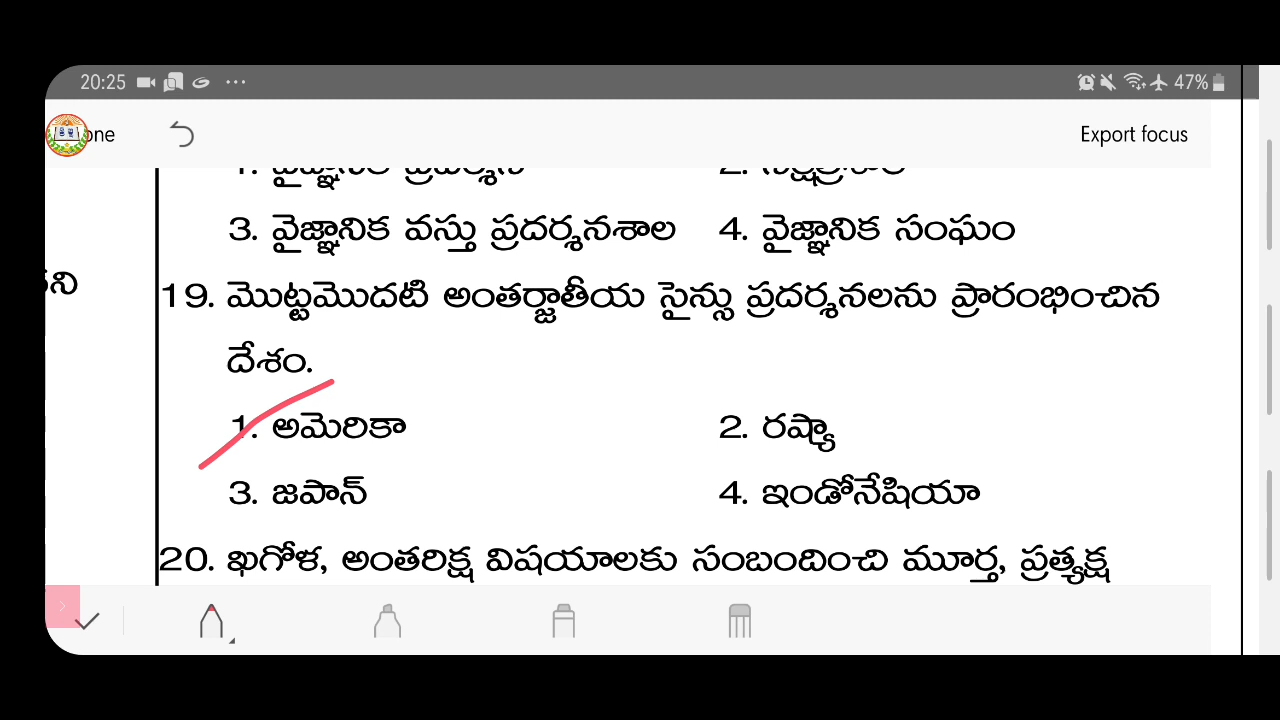 20:25 47%
one Export focus
3. వైజ్ఞానిక వస్తు ప్రదర్శనశాల 4. వైజ్ఞానిక సంఘం
19. మొట్టమొదటి అంతర్జాతీయ సైన్సు ప్రదర్శనలను ప్రారంభించిన
దేశం.
1. అమెరికా 2. రష్యా
3. జపాన్ 4. ఇండోనేషియా
20. ఖగోళ, అంతరిక్ష విషయాలకు సంబందించి మూర్త, ప్రత్యక్ష